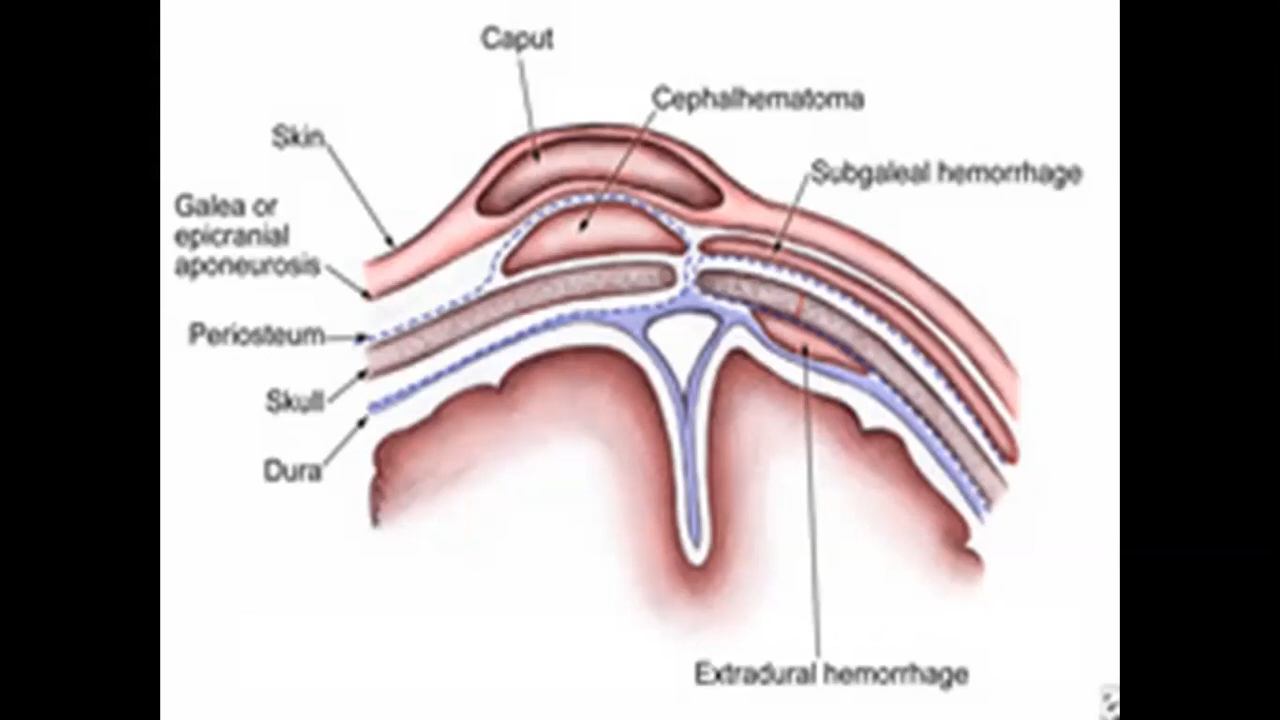 Caput
Cephalhematoma
Skin
Subgaleal hemorrhage
Galea or
epicranial
aponeurosis
Periosteum
Skull
Dura
Extradural hemorrhage